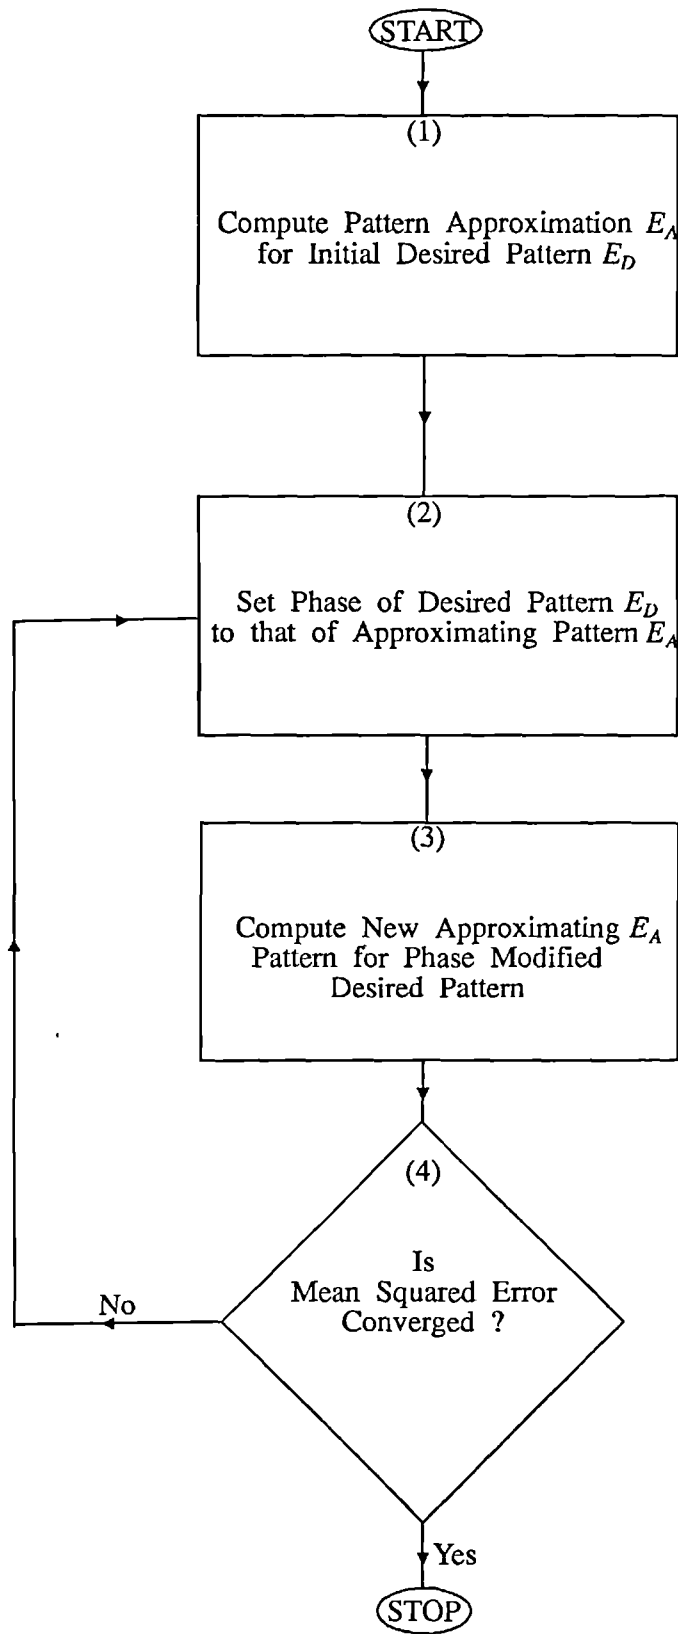 START
(1)
Compute Pattern Approximation E_A
for Initial Desired Pattern E_D
(2)
Set Phase of Desired Pattern E_D
to that of Approximating Pattern E_A
(3)
Compute New Approximating E_A
Pattern for Phase Modified
Desired Pattern
(4)
Is
Mean Squared Error
Converged ?
No
Yes
STOP